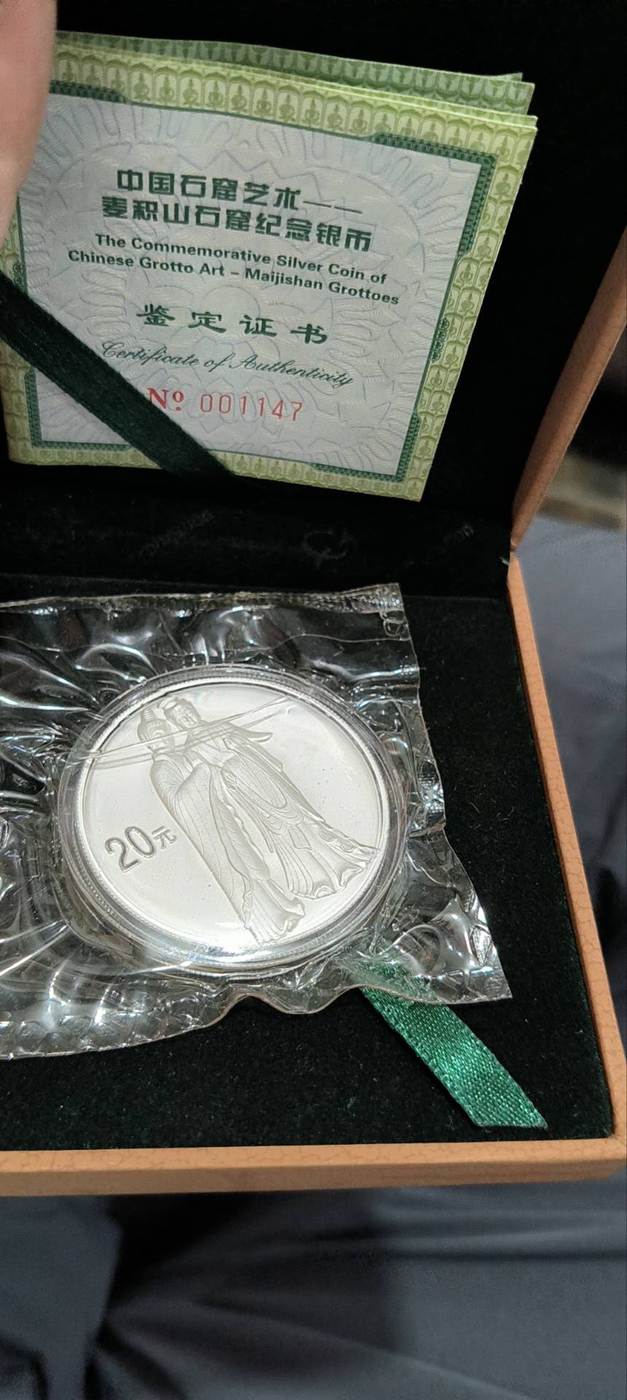 中国石窟艺术——
麦积山石窟纪念银币
The Commemorative Silver Coin of
Chinese Grotto Art – Maijishan Grottoes
鉴定证书
Certificate of Authenticity
Nº 001147
20元